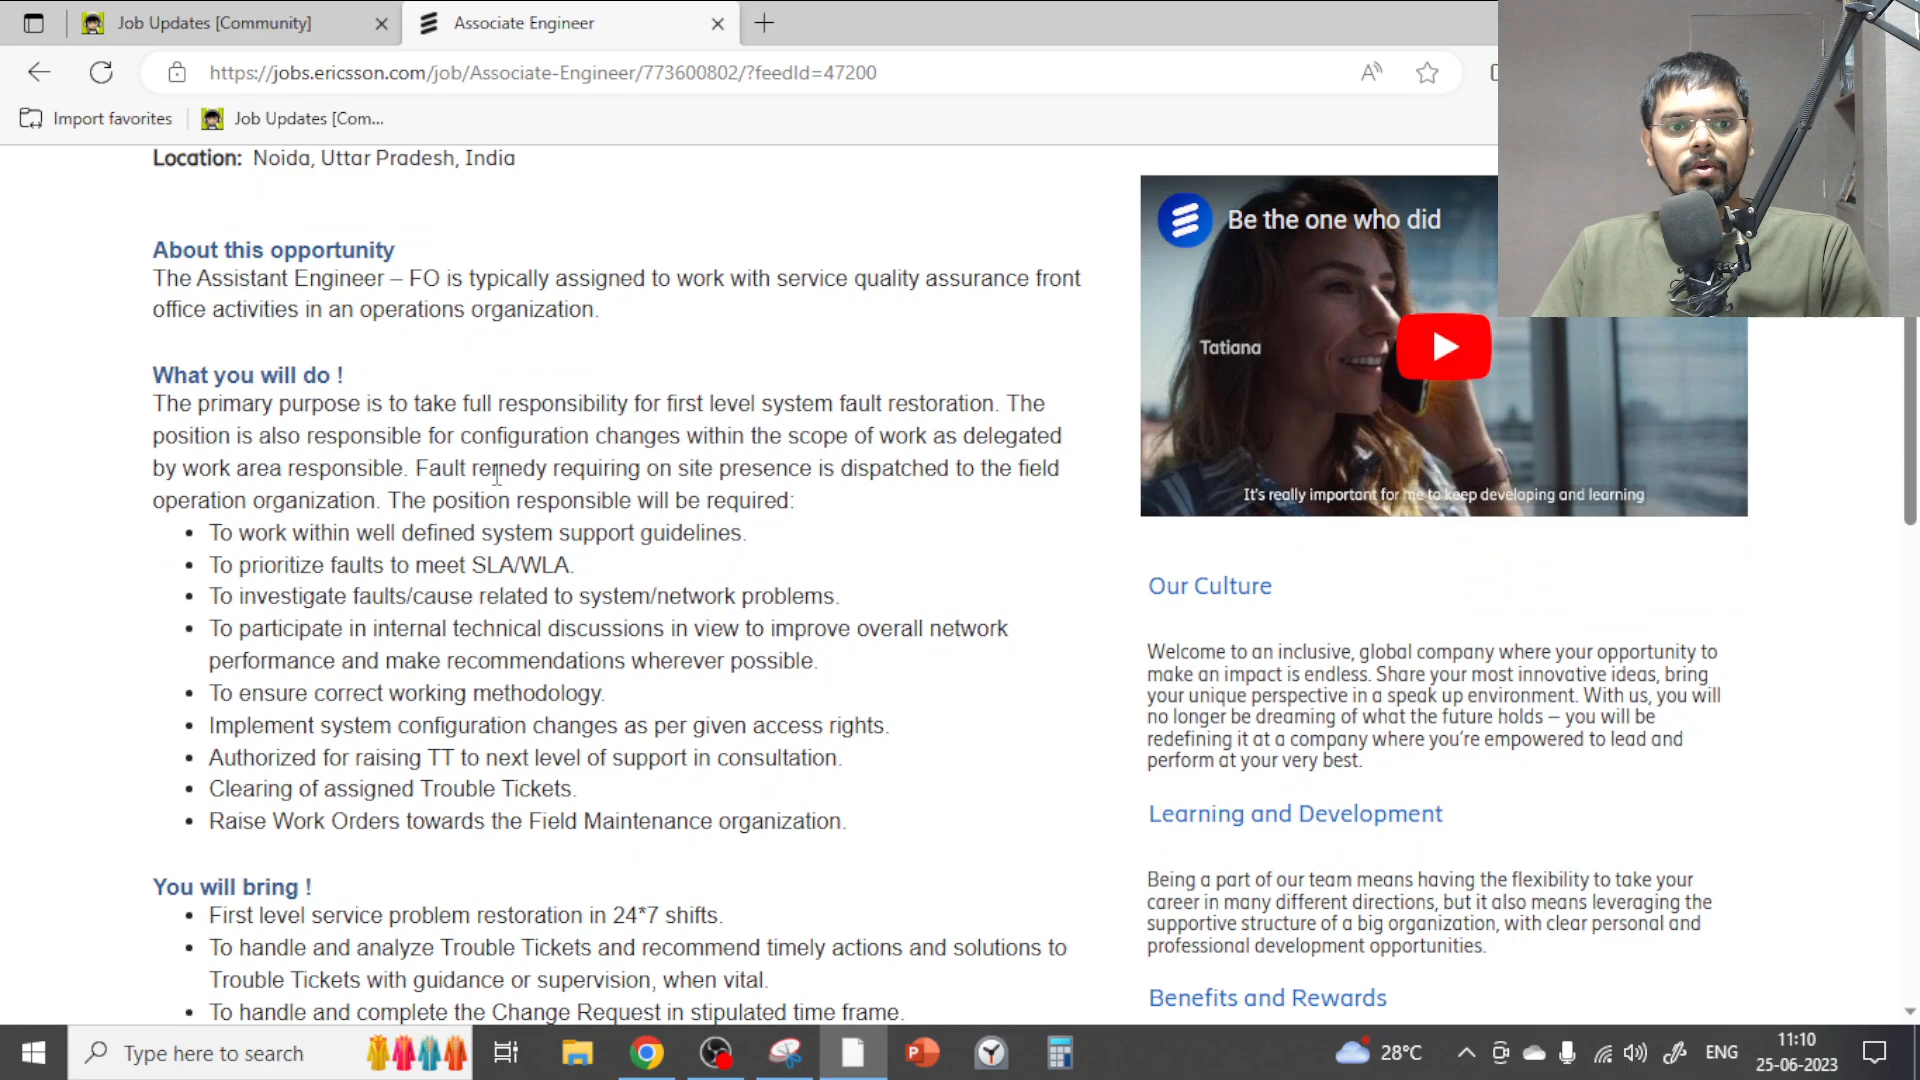 Job Updates [Community]
Associate Engineer
https://jobs.ericsson.com/job/Associate-Engineer/773600802/?feedId=47200
Import favorites
Job Updates [Com...
Location: Noida, Uttar Pradesh, India
About this opportunity
The Assistant Engineer – FO is typically assigned to work with service quality assurance front
office activities in an operations organization.
What you will do !
The primary purpose is to take full responsibility for first level system fault restoration. The
position is also responsible for configuration changes within the scope of work as delegated
by work area responsible. Fault remedy requiring on site presence is dispatched to the field
operation organization. The position responsible will be required:
• To work within well defined system support guidelines.
• To prioritize faults to meet SLA/WLA.
• To investigate faults/cause related to system/network problems.
• To participate in internal technical discussions in view to improve overall network
performance and make recommendations wherever possible.
• To ensure correct working methodology.
• Implement system configuration changes as per given access rights.
• Authorized for raising TT to next level of support in consultation.
• Clearing of assigned Trouble Tickets.
• Raise Work Orders towards the Field Maintenance organization.
You will bring !
• First level service problem restoration in 24*7 shifts.
• To handle and analyze Trouble Tickets and recommend timely actions and solutions to
Trouble Tickets with guidance or supervision, when vital.
• To handle and complete the Change Request in stipulated time frame.
Be the one who did
Tatiana
It's really important for me to keep developing and learning
Our Culture
Welcome to an inclusive, global company where your opportunity to
make an impact is endless. Share your most innovative ideas, bring
your unique perspective in a speak up environment. With us, you will
no longer be dreaming of what the future holds – you will be
redefining it at a company where you're empowered to lead and
perform at your very best.
Learning and Development
Being a part of our team means having the flexibility to take your
career in many different directions, but it also means leveraging the
supportive structure of a big organization, with clear personal and
professional development opportunities.
Benefits and Rewards
Type here to search
28°C
ENG
11:10
25-06-2023